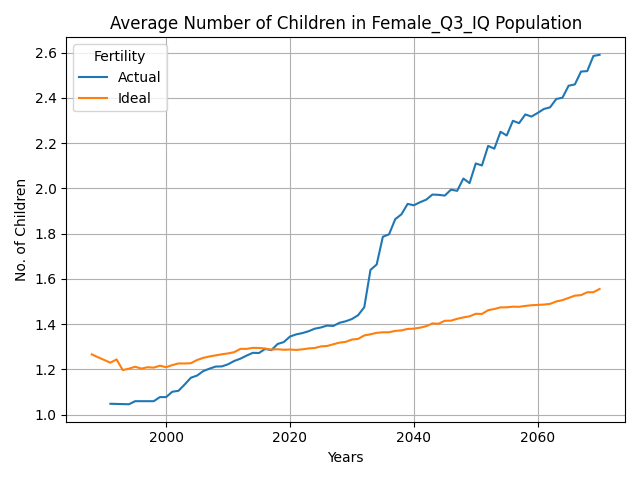 Average Number of Children in Female_Q3_IQ Population
Fertility
Actual
Ideal
No. of Children
2.6
2.4
2.2
2.0
1.8
1.6
1.4
1.2
1.0
2000 2020 2040 2060
Years